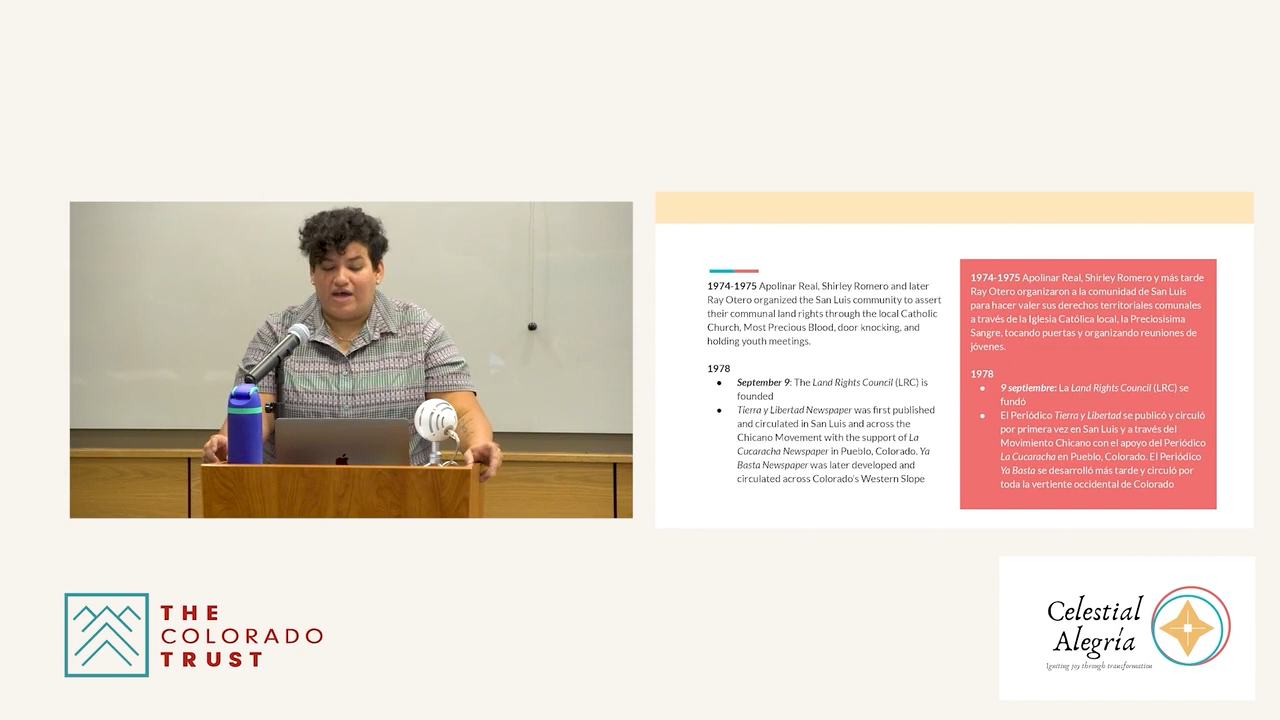 1974-1975 Apolinar Real, Shirley Romero and later
Ray Otero organized the San Luis community to assert
their communal land rights through the local Catholic
Church, Most Precious Blood, door knocking, and
holding youth meetings.
1978
● September 9: The Land Rights Council (LRC) is
founded
● Tierra y Libertad Newspaper was first published
and circulated in San Luis and across the
Chicano Movement with the support of La
Cucaracha Newspaper in Pueblo, Colorado. Ya
Basta Newspaper was later developed and
circulated across Colorado's Western Slope
1974-1975 Apolinar Real, Shirley Romero y más tarde
Ray Otero organizaron a la comunidad de San Luis
para hacer valer sus derechos territoriales comunales
a través de la Iglesia Católica local, la Preciosísima
Sangre, tocando puertas y organizando reuniones de
jóvenes.
1978
● 9 septiembre: La Land Rights Council (LRC) se
fundó
● El Periódico Tierra y Libertad se publicó y circuló
por primera vez en San Luis y a través del
Movimiento Chicano con el apoyo del Periódico
La Cucaracha en Pueblo, Colorado. El Periódico
Ya Basta se desarrolló más tarde y circuló por
toda la vertiente occidental de Colorado
THE
COLORADO
TRUST
Celestial
Alegría
Igniting joy through transformation